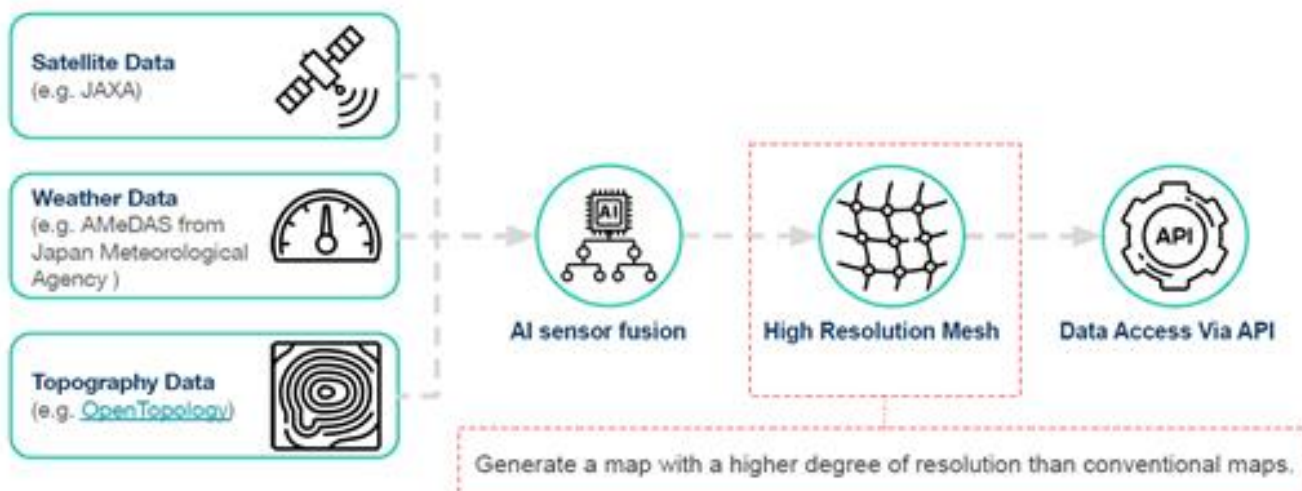 Satellite Data
(e.g. JAXA)
Weather Data
(e.g. AMeDAS from
Japan Meteorological
Agency )
Topography Data
(e.g. OpenTopology)
AI
AI sensor fusion
High Resolution Mesh
API
Data Access Via API
Generate a map with a higher degree of resolution than conventional maps.